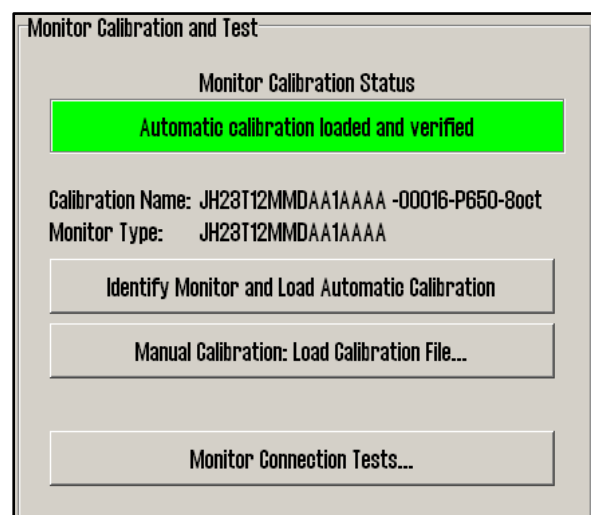 Monitor Calibration and Test
Monitor Calibration Status
Automatic calibration loaded and verified
Calibration Name: JH23T12MMDAA1AAAA -00016-P650-8oct
Monitor Type: JH23T12MMDAA1AAAA
Identify Monitor and Load Automatic Calibration
Manual Calibration: Load Calibration File...
Monitor Connection Tests...